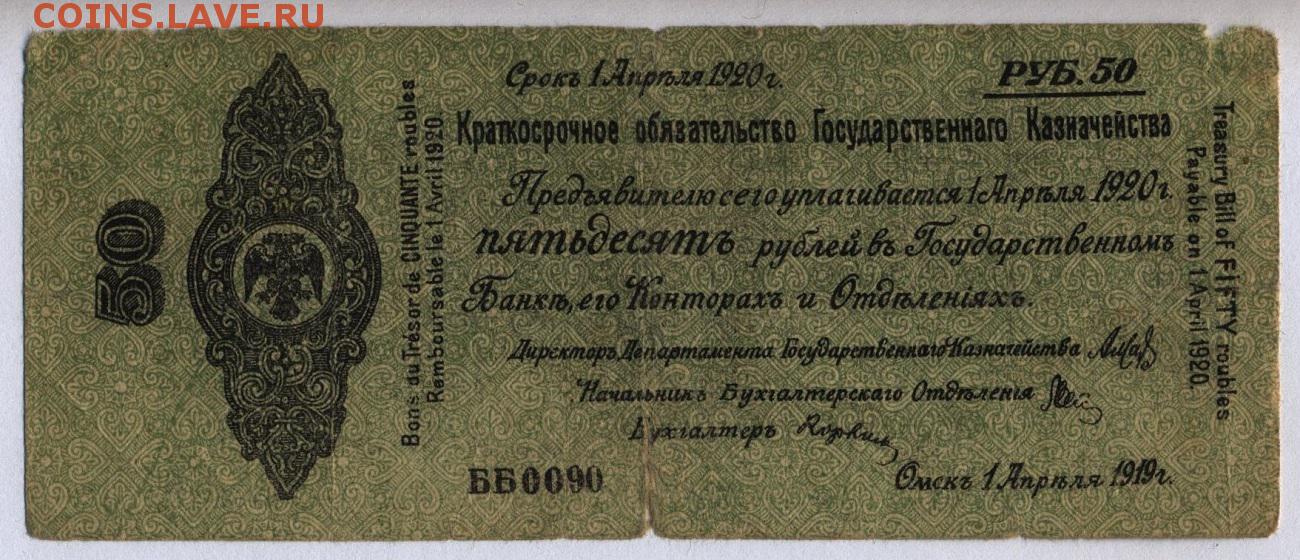 COINS.LAVE.RU
Срокъ 1 Апрѣля 1920 г.
РУБ. 50
Краткосрочное обязательство Государственнаго Казначейства
Предъявителю сего уплачивается 1 Апрѣля 1920 г.
пятьдесятъ рублей въ Государственномъ
Банкѣ, его Конторахъ и Отдѣленіяхъ.
Директоръ Департамента Государственнаго Казначейства
Начальникъ Бухгалтерскаго Отдѣленія
Бухгалтеръ
ББ0090
Омскъ 1 Апрѣля 1919 г.
50
Bons du Trésor de CINQUANTE roubles
Remboursable le 1 Avril 1920
Treasury Bill of FIFTY roubles
Payable on 1 April 1920.